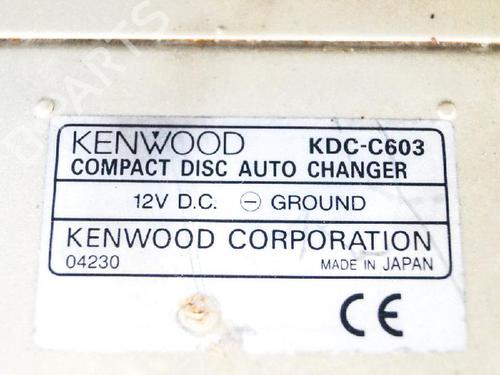 KENWOOD KDC-C603
COMPACT DISC AUTO CHANGER
12V D.C. ⊖ GROUND
KENWOOD CORPORATION
04230 MADE IN JAPAN
CE